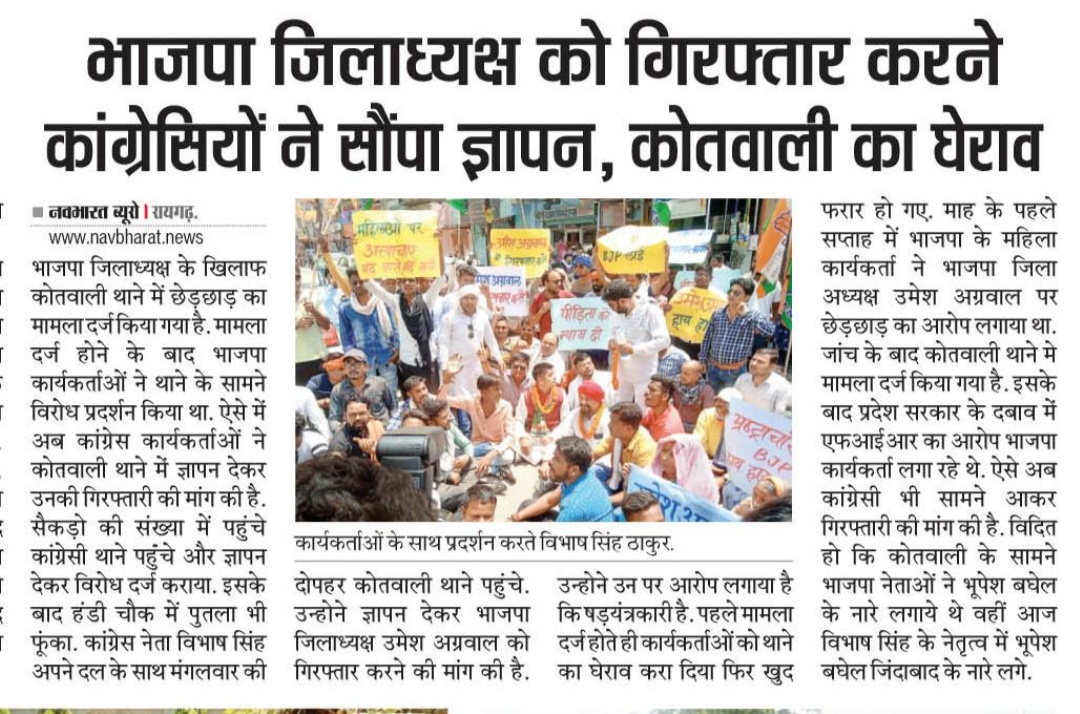 भाजपा जिलाध्यक्ष को गिरफ्तार करने
कांग्रेसियों ने सौंपा ज्ञापन, कोतवाली का घेराव
नवभारत ब्यूरो। रायगढ़.
www.navbharat.news
भाजपा जिलाध्यक्ष के खिलाफ
कोतवाली थाने में छेड़छाड़ का
मामला दर्ज किया गया है. मामला
दर्ज होने के बाद भाजपा
कार्यकर्ताओं ने थाने के सामने
विरोध प्रदर्शन किया था. ऐसे में
अब कांग्रेस कार्यकर्ताओं ने
कोतवाली थाने में ज्ञापन देकर
उनकी गिरफ्तारी की मांग की है.
सैकड़ो की संख्या में पहुंचे
कांग्रेसी थाने पहुंचे और ज्ञापन
देकर विरोध दर्ज कराया. इसके
बाद हंडी चौक में पुतला भी
फूंका. कांग्रेस नेता विभाष सिंह
अपने दल के साथ मंगलवार की
महिलाओं पर
अत्याचार
बंद करो बंद करो
उमेश अग्रवाल
BJP
पीड़िता को
न्याय दो
हाय हाय
भ्रष्टाचारी
BJP
हाय हाय
कार्यकर्ताओं के साथ प्रदर्शन करते विभाष सिंह ठाकुर.
दोपहर कोतवाली थाने पहुंचे.
उन्होने ज्ञापन देकर भाजपा
जिलाध्यक्ष उमेश अग्रवाल को
गिरफ्तार करने की मांग की है.
उन्होने उन पर आरोप लगाया है
कि षड़यंत्रकारी है. पहले मामला
दर्ज होते ही कार्यकर्ताओं को थाने
का घेराव करा दिया फिर खुद
फरार हो गए. माह के पहले
सप्ताह में भाजपा के महिला
कार्यकर्ता ने भाजपा जिला
अध्यक्ष उमेश अग्रवाल पर
छेड़छाड़ का आरोप लगाया था.
जांच के बाद कोतवाली थाने मे
मामला दर्ज किया गया है. इसके
बाद प्रदेश सरकार के दबाव में
एफआईआर का आरोप भाजपा
कार्यकर्ता लगा रहे थे. ऐसे अब
कांग्रेसी भी सामने आकर
गिरफ्तारी की मांग की है. विदित
हो कि कोतवाली के सामने
भाजपा नेताओं ने भूपेश बघेल
के नारे लगाये थे वहीं आज
विभाष सिंह के नेतृत्व में भूपेश
बघेल जिंदाबाद के नारे लगे.